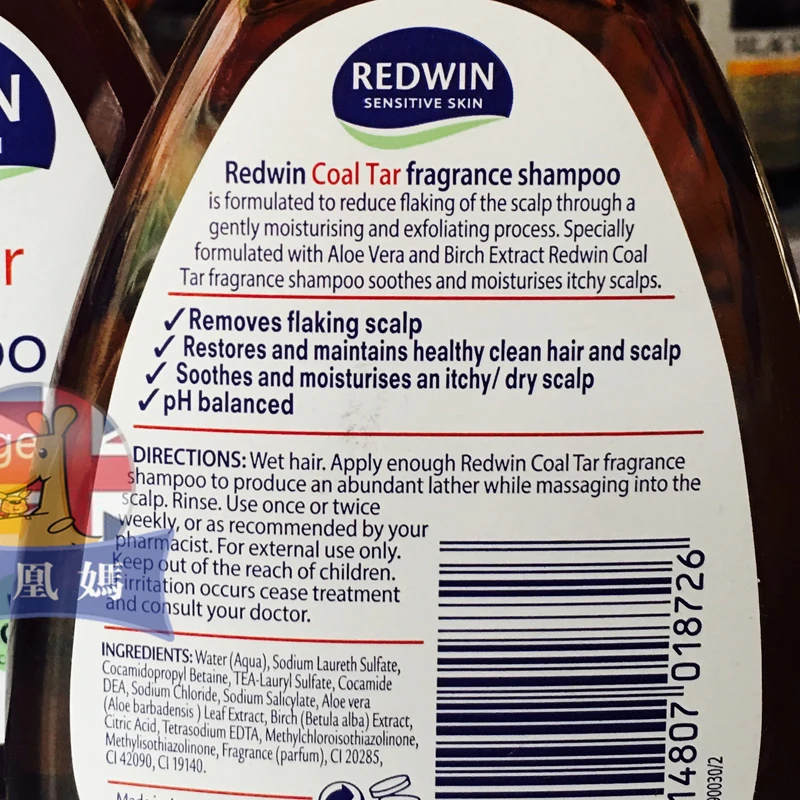 REDWIN
SENSITIVE SKIN
Redwin Coal Tar fragrance shampoo
is formulated to reduce flaking of the scalp through a
gently moisturising and exfoliating process. Specially
formulated with Aloe Vera and Birch Extract Redwin Coal
Tar fragrance shampoo soothes and moisturises itchy scalps.
✓Removes flaking scalp
✓ Restores and maintains healthy clean hair and scalp
✓ Soothes and moisturises an itchy/ dry scalp
✓pH balanced
DIRECTIONS: Wet hair. Apply enough Redwin Coal Tar fragrance
shampoo to produce an abundant lather while massaging into the
scalp. Rinse. Use once or twice
weekly, or as recommended by your
pharmacist. For external use only.
Keep out of the reach of children.
irritation occurs cease treatment
and consult your doctor.
INGREDIENTS: Water (Aqua), Sodium Laureth Sulfate,
Cocamidopropyl Betaine, TEA-Lauryl Sulfate, Cocamide
DEA, Sodium Chloride, Sodium Salicylate, Aloe vera
(Aloe barbadensis ) Leaf Extract, Birch (Betula alba) Extract,
Citric Acid, Tetrasodium EDTA, Methylchloroisothiazolinone,
Methylisothiazolinone, Fragrance (parfum), CI 20285,
CI 42090, CI 19140.
14807 018726
0030/2
凰 媽